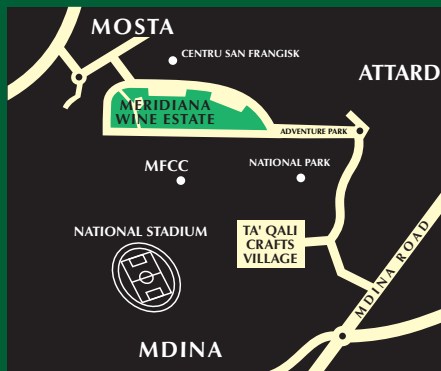 MOSTA
CENTRU SAN FRANGISK
ATTARD
MERIDIANA
WINE ESTATE
ADVENTURE PARK
MFCC
NATIONAL PARK
NATIONAL STADIUM
TA' QALI
CRAFTS
VILLAGE
MDINA ROAD
MDINA